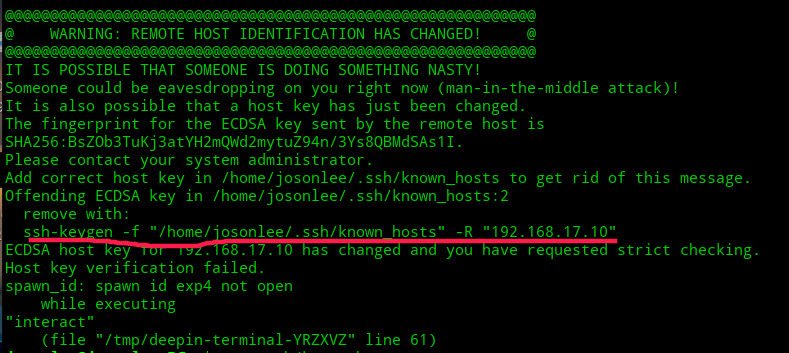 @@@@@@@@@@@@@@@@@@@@@@@@@@@@@@@@@@@@@@@@@@@@@@@@@@@@@@@@@@@
@    WARNING: REMOTE HOST IDENTIFICATION HAS CHANGED!     @
@@@@@@@@@@@@@@@@@@@@@@@@@@@@@@@@@@@@@@@@@@@@@@@@@@@@@@@@@@@
IT IS POSSIBLE THAT SOMEONE IS DOING SOMETHING NASTY!
Someone could be eavesdropping on you right now (man-in-the-middle attack)!
It is also possible that a host key has just been changed.
The fingerprint for the ECDSA key sent by the remote host is
SHA256:BsZOb3TuKj3atYH2mQWd2mytuZ94n/3Ys8QBMdSAs1I.
Please contact your system administrator.
Add correct host key in /home/josonlee/.ssh/known_hosts to get rid of this message.
Offending ECDSA key in /home/josonlee/.ssh/known_hosts:2
  remove with:
  ssh-keygen -f "/home/josonlee/.ssh/known_hosts" -R "192.168.17.10"
ECDSA host key for 192.168.17.10 has changed and you have requested strict checking.
Host key verification failed.
spawn_id: spawn id exp4 not open
    while executing
"interact"
    (file "/tmp/deepin-terminal-YRZXVZ" line 61)